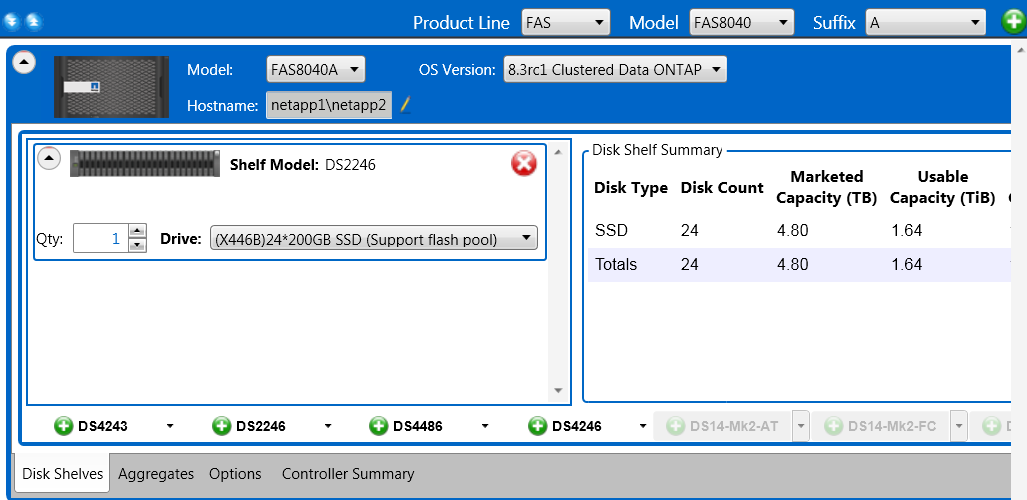 Product Line FAS Model FAS8040 Suffix A
Model: FAS8040A OS Version: 8.3rc1 Clustered Data ONTAP
Hostname: netapp1\netapp2
Shelf Model: DS2246
Qty: 1 Drive: (X446B)24*200GB SSD (Support flash pool)
Disk Shelf Summary
Disk Type Disk Count Marketed Capacity (TB) Usable Capacity (TiB)
SSD 24 4.80 1.64
Totals 24 4.80 1.64
DS4243 DS2246 DS4486 DS4246 DS14-Mk2-AT DS14-Mk2-FC
Disk Shelves Aggregates Options Controller Summary